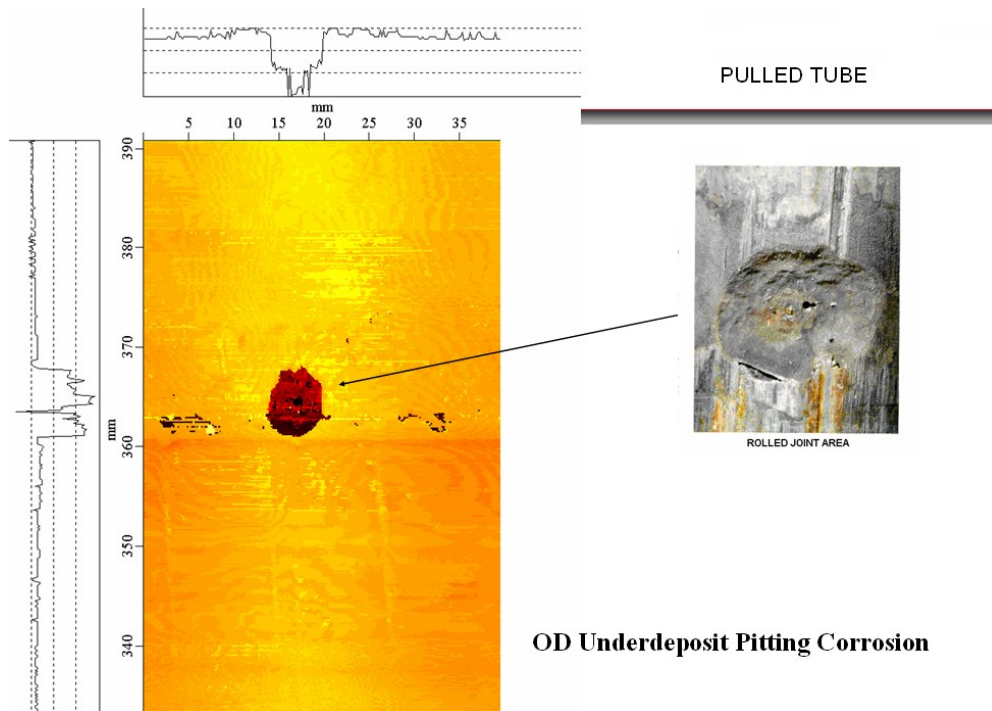 PULLED TUBE
mm
5 10 15 20 25 30 35
390
380
370
mm
360
350
340
ROLLED JOINT AREA
OD Underdeposit Pitting Corrosion